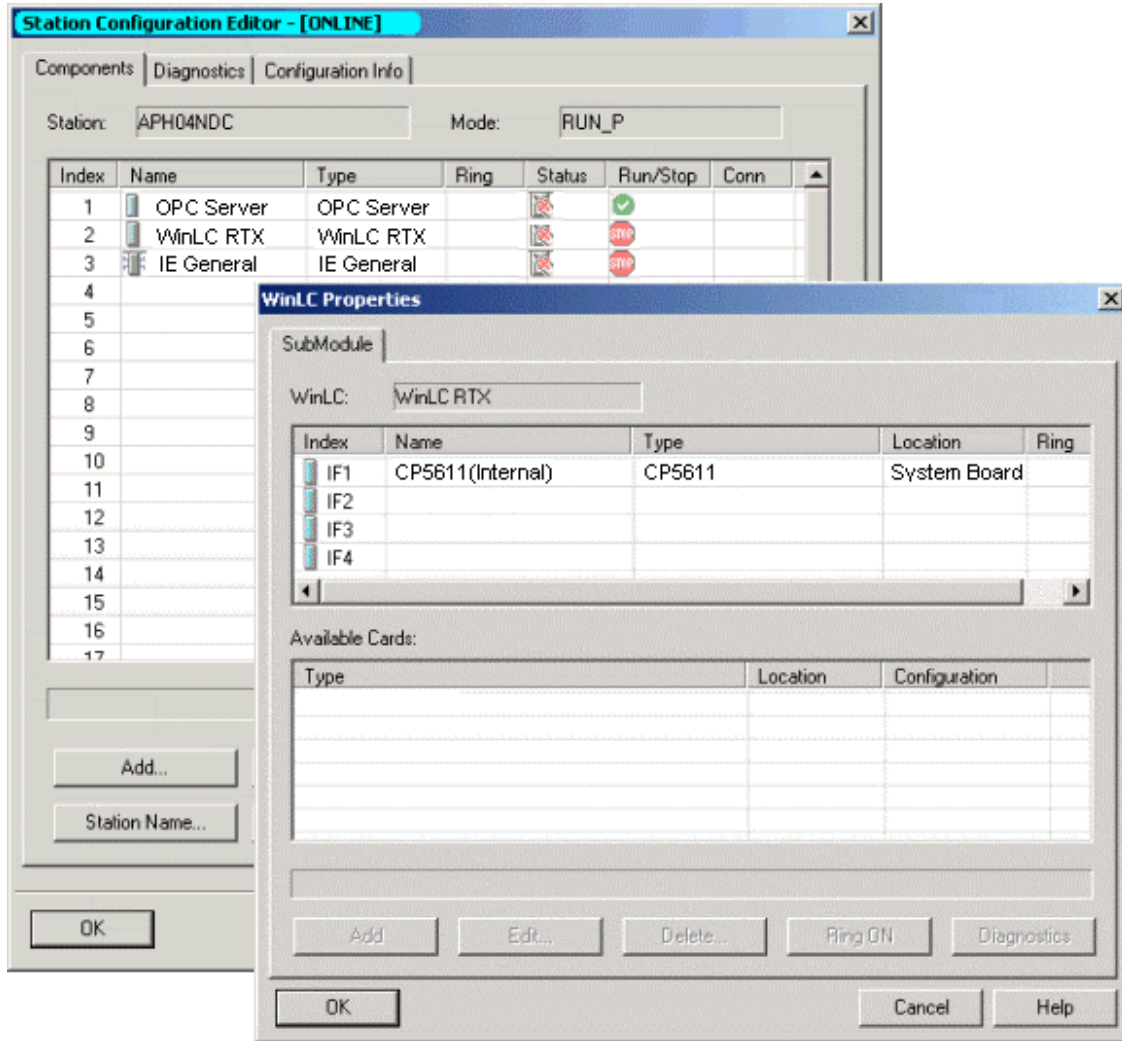 Station Configuration Editor - [ONLINE]
Components Diagnostics Configuration Info
Station: APH04NDC Mode: RUN_P
Index Name Type Ring Status Run/Stop Conn
1 OPC Server OPC Server
2 WinLC RTX WinLC RTX STOP
3 IE General IE General STOP
4
5
6
7
8
9
10
11
12
13
14
15
16
17
Add...
Station Name...
OK
WinLC Properties
SubModule
WinLC: WinLC RTX
Index Name Type Location Ring
IF1 CP5611(Internal) CP5611 System Board
IF2
IF3
IF4
Available Cards:
Type Location Configuration
Add Edit... Delete... Ring ON Diagnostics
OK Cancel Help